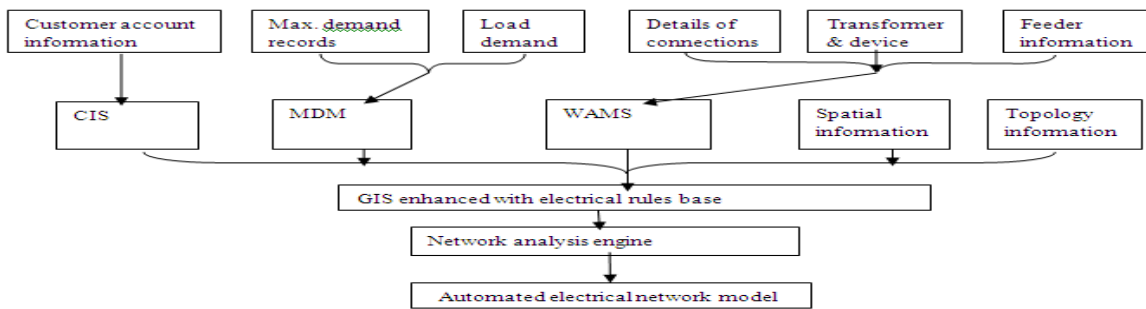 Customer account
information
Max. demand
records
Load
demand
Details of
connections
Transformer
& device
Feeder
information
CIS
MDM
WAMS
Spatial
information
Topology
information
GIS enhanced with electrical rules base
Network analysis engine
Automated electrical network model